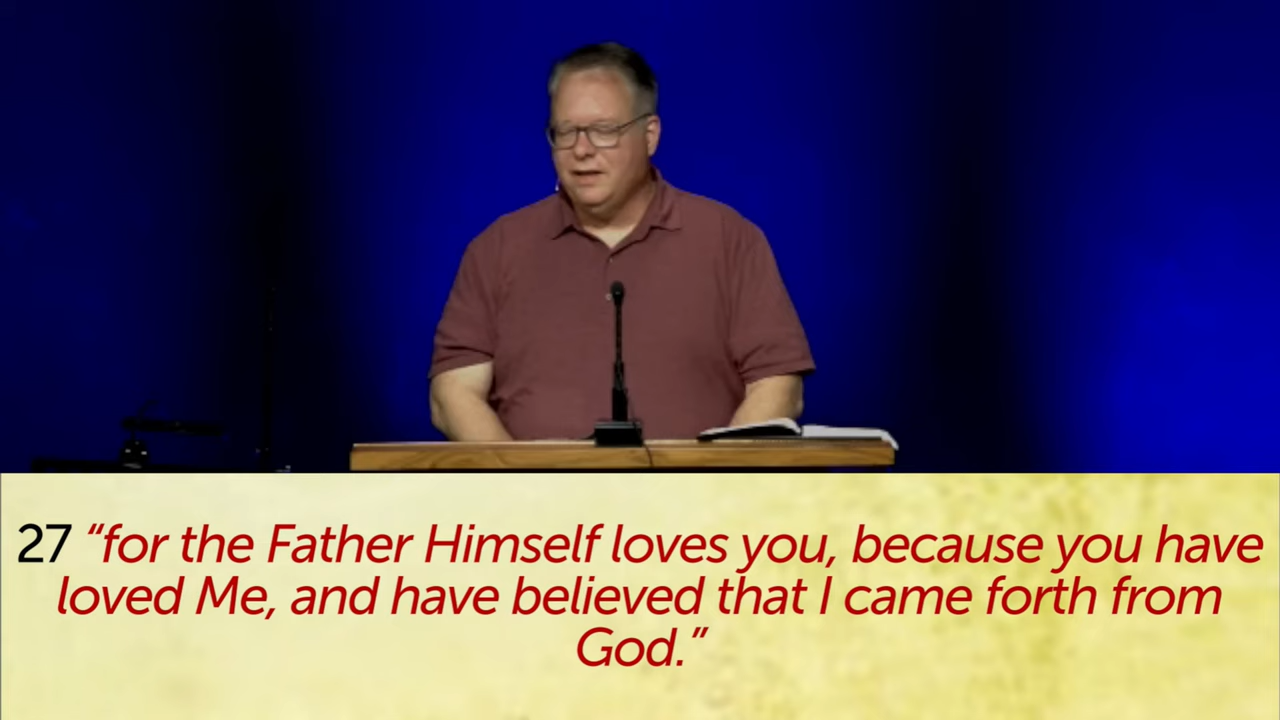 27 “for the Father Himself loves you, because you have
loved Me, and have believed that I came forth from
God.”